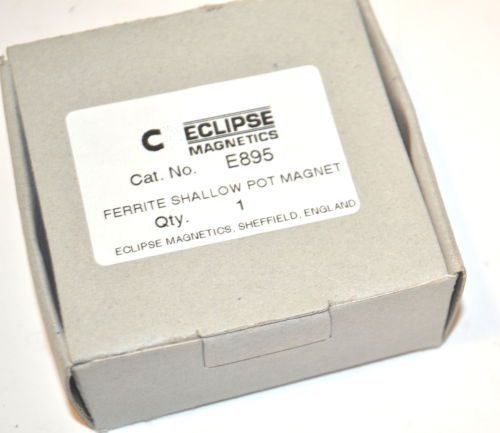 C ECLIPSE
MAGNETICS
Cat. No. E895
FERRITE SHALLOW POT MAGNET
Qty. 1
ECLIPSE MAGNETICS, SHEFFIELD, ENGLAND